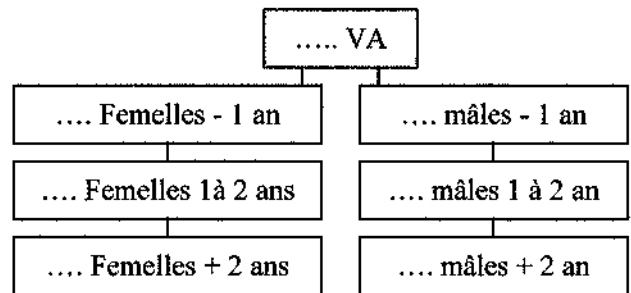 ..... VA
.... Femelles - 1 an
.... mâles - 1 an
.... Femelles 1à 2 ans
.... mâles 1 à 2 an
.... Femelles + 2 ans
.... mâles + 2 an